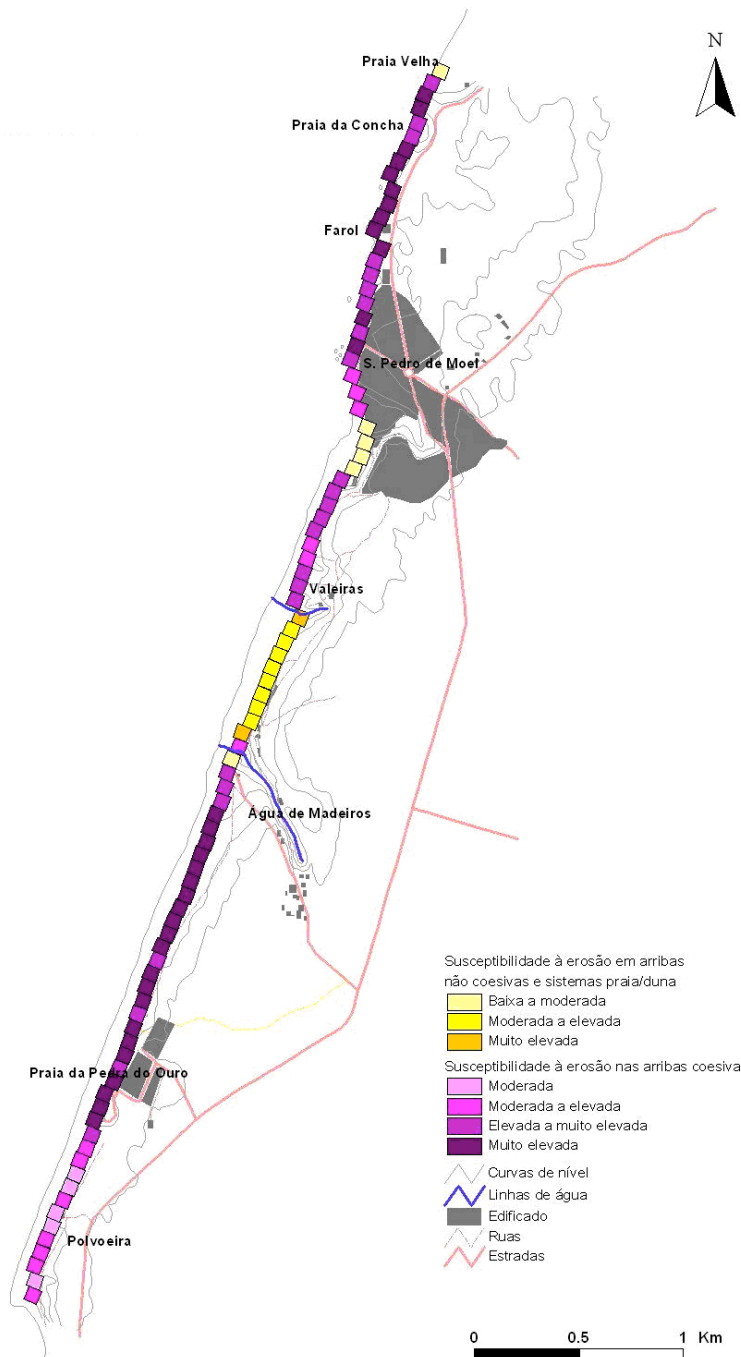 N
Praia Velha
Praia da Concha
Farol
S. Pedro de Moel
Valeiras
Água de Madeiros
Susceptibilidade à erosão em arribas
não coesivas e sistemas praia/duna
Baixa a moderada
Moderada a elevada
Muito elevada
Susceptibilidade à erosão nas arribas coesiva
Moderada
Moderada a elevada
Elevada a muito elevada
Muito elevada
Curvas de nível
Linhas de água
Edificado
Ruas
Estradas
Praia da Pedra do Ouro
Polvoeira
0 0.5 1 Km